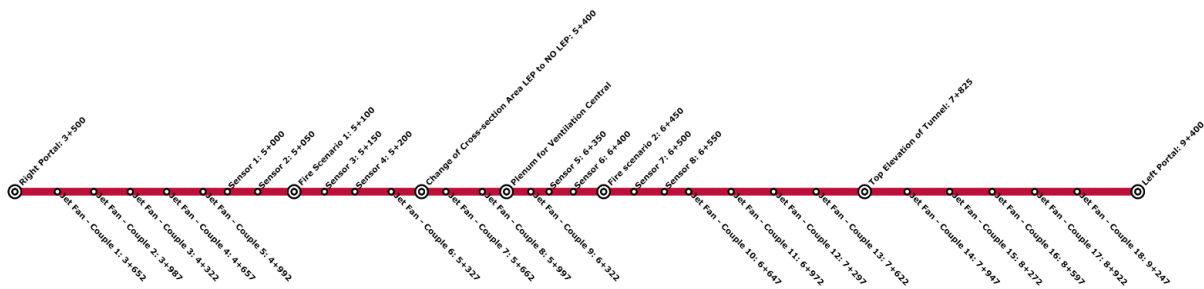 Right Portal: 3+500
Jet Fan - Couple 1: 3+652
Jet Fan - Couple 2: 3+987
Jet Fan - Couple 3: 4+322
Jet Fan - Couple 4: 4+657
Jet Fan - Couple 5: 4+992
Sensor 1: 5+000
Sensor 2: 5+050
Fire Scenario 1: 5+100
Sensor 3: 5+150
Sensor 4: 5+200
Jet Fan - Couple 6: 5+327
Change of Cross-section Area LEP to NO LEP: 5+400
Jet Fan - Couple 7: 5+662
Jet Fan - Couple 8: 5+997
Plenum for Ventilation Central
Jet Fan - Couple 9: 6+322
Sensor 5: 6+350
Sensor 6: 6+400
Fire scenario 2: 6+450
Sensor 7: 6+500
Sensor 8: 6+550
Jet Fan - Couple 10: 6+647
Jet Fan - Couple 11: 6+972
Jet Fan - Couple 12: 7+297
Jet Fan - Couple 13: 7+622
Top Elevation of Tunnel: 7+825
Jet Fan - Couple 14: 7+947
Jet Fan - Couple 15: 8+272
Jet Fan - Couple 16: 8+597
Jet Fan - Couple 17: 8+922
Jet Fan - Couple 18: 9+247
Left Portal: 9+400